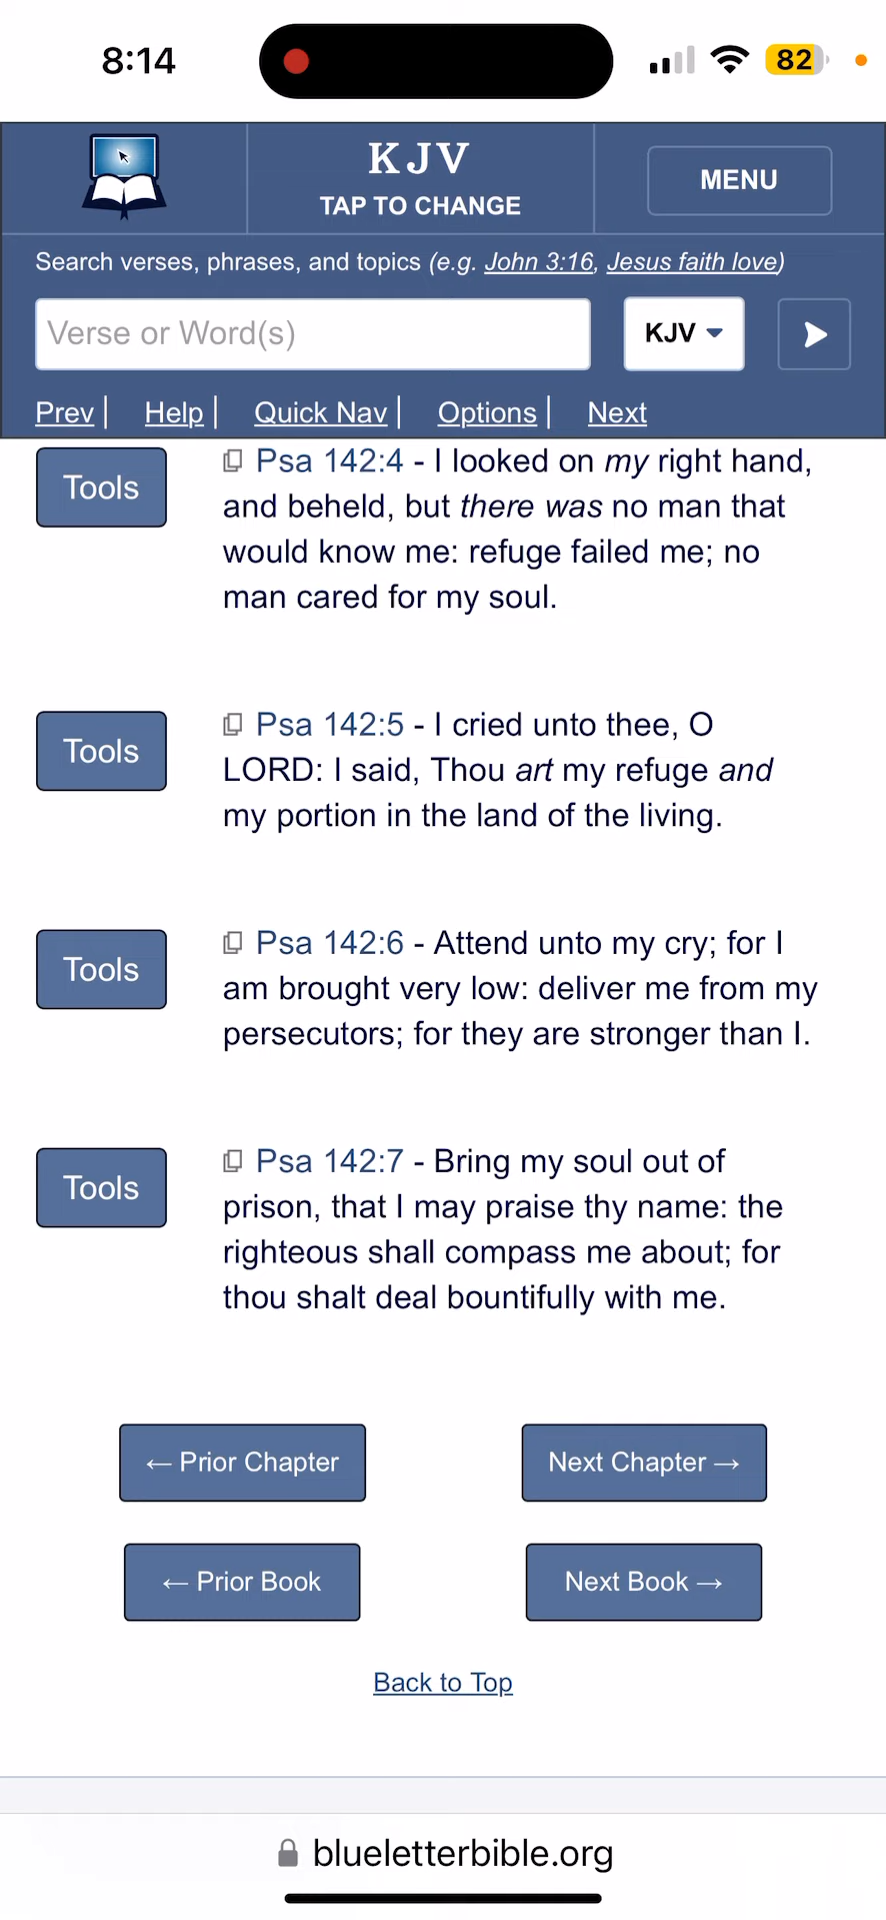 8:14
82
KJV
TAP TO CHANGE
MENU
Search verses, phrases, and topics (e.g. John 3:16, Jesus faith love)
Verse or Word(s)
KJV
Prev | Help | Quick Nav | Options | Next
Tools
Psa 142:4 - I looked on my right hand,
and beheld, but there was no man that
would know me: refuge failed me; no
man cared for my soul.
Tools
Psa 142:5 - I cried unto thee, O
LORD: I said, Thou art my refuge and
my portion in the land of the living.
Tools
Psa 142:6 - Attend unto my cry; for I
am brought very low: deliver me from my
persecutors; for they are stronger than I.
Tools
Psa 142:7 - Bring my soul out of
prison, that I may praise thy name: the
righteous shall compass me about; for
thou shalt deal bountifully with me.
← Prior Chapter
Next Chapter →
← Prior Book
Next Book →
Back to Top
blueletterbible.org